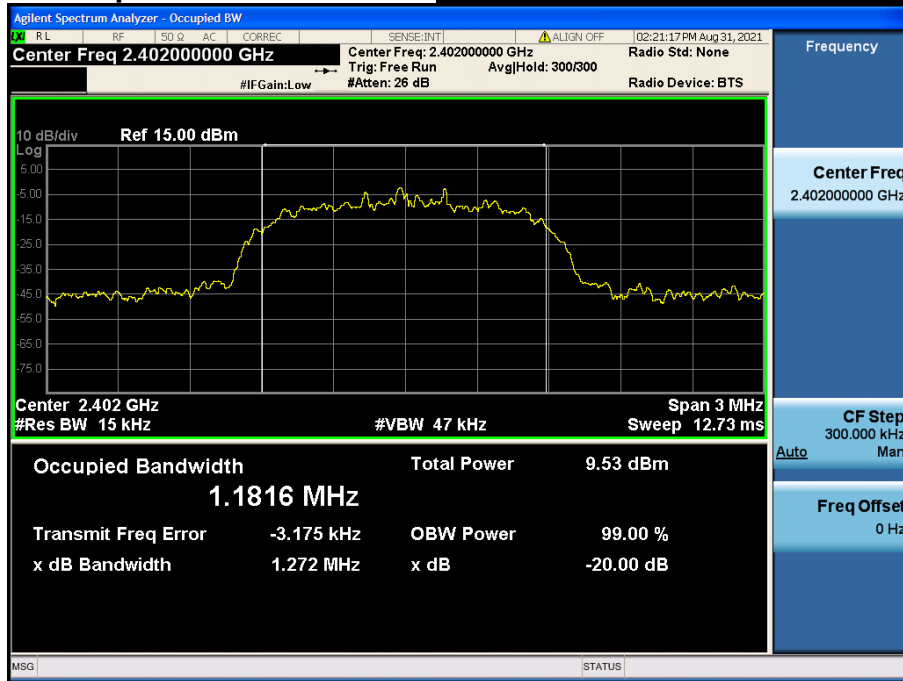 Agilent Spectrum Analyzer - Occupied BW
LXI RL RF 50 Ω AC CORREC SENSE:INT ALIGN OFF 02:21:17 PM Aug 31, 2021
Center Freq 2.402000000 GHz
Center Freq: 2.402000000 GHz
Radio Std: None
Trig: Free Run Avg|Hold: 300/300
#IFGain:Low
#Atten: 26 dB
Radio Device: BTS
Frequency
10 dB/div Ref 15.00 dBm
Log
5.00
-5.00
-15.0
-25.0
-35.0
-45.0
-55.0
-65.0
-75.0
Center 2.402 GHz Span 3 MHz
#Res BW 15 kHz #VBW 47 kHz Sweep 12.73 ms
Occupied Bandwidth Total Power 9.53 dBm
1.1816 MHz
Transmit Freq Error -3.175 kHz OBW Power 99.00 %
x dB Bandwidth 1.272 MHz x dB -20.00 dB
Center Freq
2.402000000 GHz
CF Step
300.000 kHz
Auto Man
Freq Offset
0 Hz
MSG STATUS